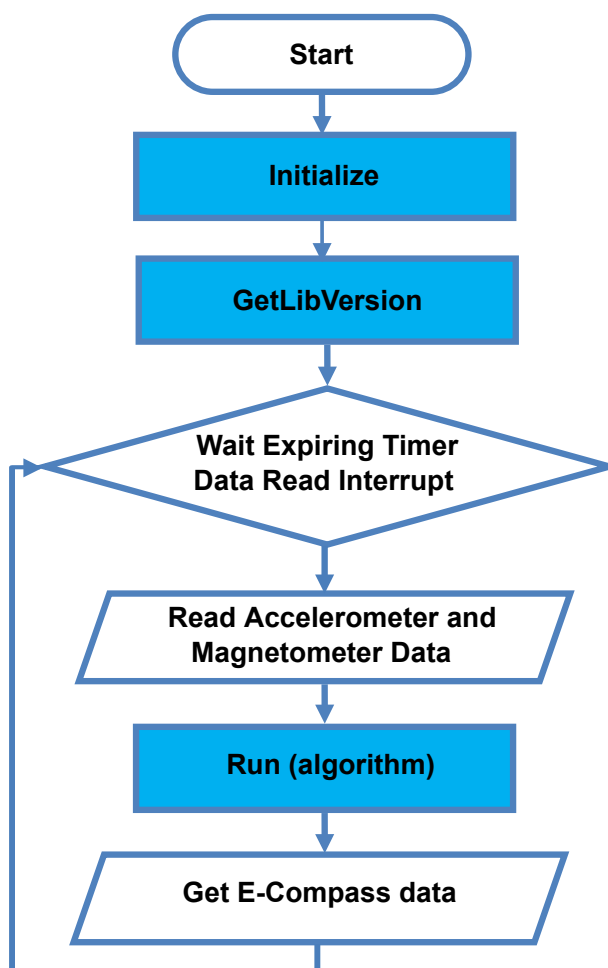 Start
Initialize
GetLibVersion
Wait Expiring Timer
Data Read Interrupt
Read Accelerometer and
Magnetometer Data
Run (algorithm)
Get E-Compass data